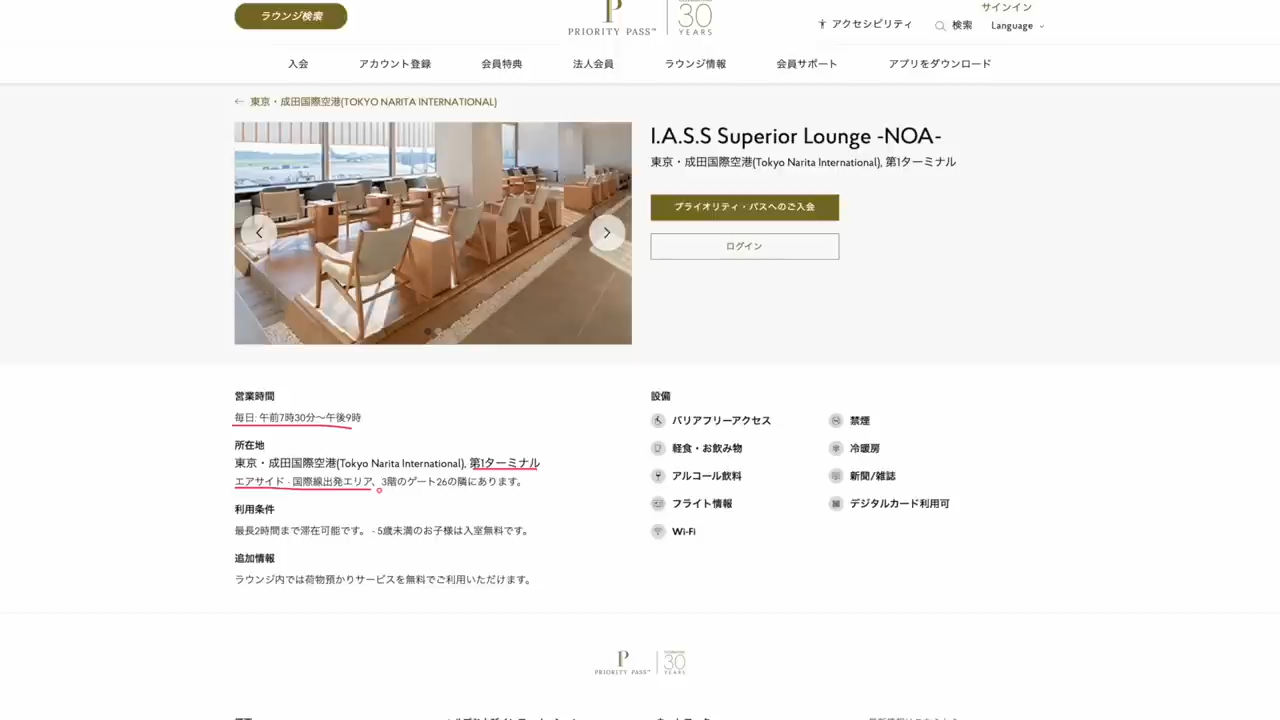 ラウンジ検索
P
PRIORITY PASS™
30
YEARS
サインイン
アクセシビリティ
検索
Language
入会
アカウント登録
会員特典
法人会員
ラウンジ情報
会員サポート
アプリをダウンロード
← 東京・成田国際空港(TOKYO NARITA INTERNATIONAL)
I.A.S.S Superior Lounge -NOA-
東京・成田国際空港(Tokyo Narita International), 第1ターミナル
プライオリティ・パスへのご入会
ログイン
営業時間
毎日: 午前7時30分〜午後9時
所在地
東京・成田国際空港(Tokyo Narita International), 第1ターミナル
エアサイド - 国際線出発エリア、3階のゲート26の隣にあります。
利用条件
最長2時間まで滞在可能です。 - 5歳未満のお子様は入室無料です。
追加情報
ラウンジ内では荷物預かりサービスを無料でご利用いただけます。
設備
バリアフリーアクセス
禁煙
軽食・お飲み物
冷暖房
アルコール飲料
新聞/雑誌
フライト情報
デジタルカード利用可
Wi-Fi
P
PRIORITY PASS™
30
YEARS